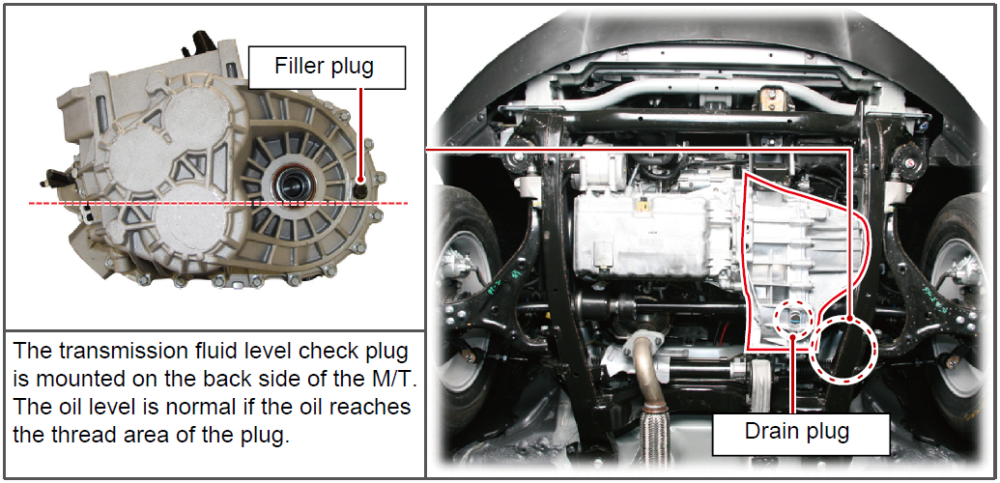 Filler plug
The transmission fluid level check plug
is mounted on the back side of the M/T.
The oil level is normal if the oil reaches
the thread area of the plug.
Drain plug